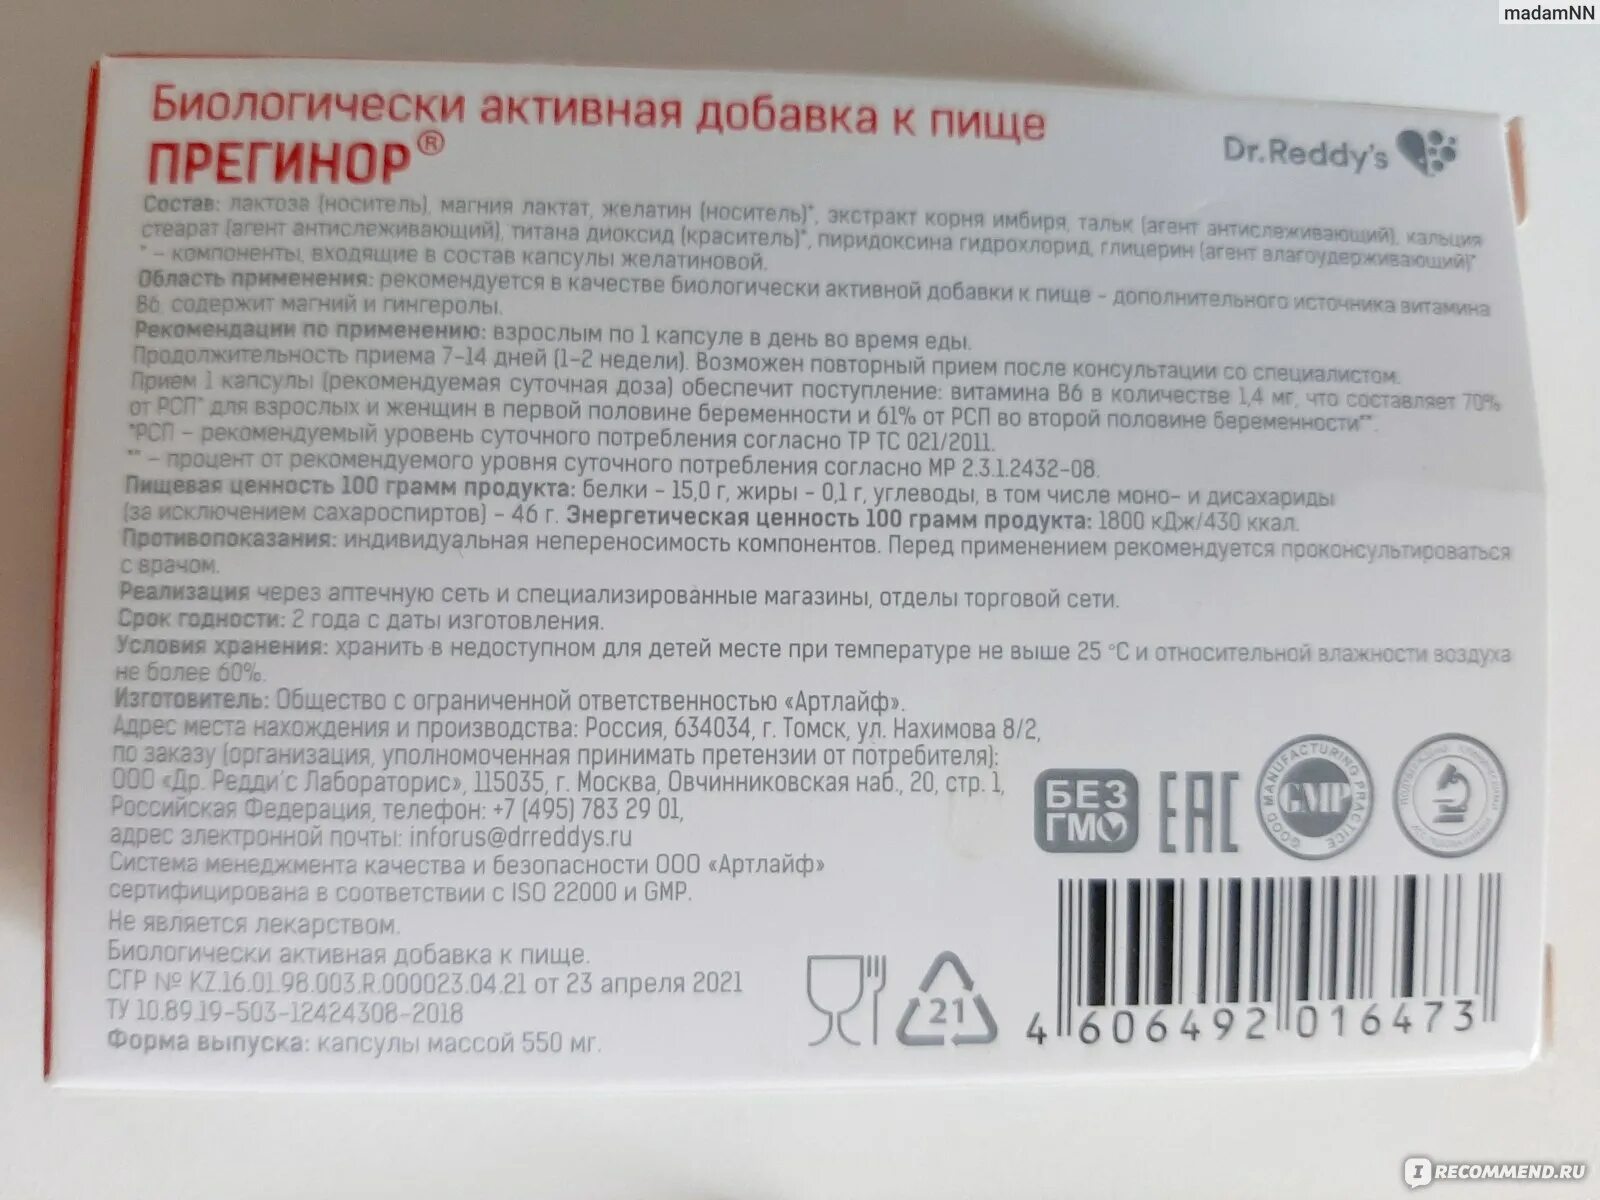 madamNN
Биологически активная добавка к пище
ПРЕГИНОР®
Dr.Reddy's
Состав: лактоза (носитель), магния лактат, желатин (носитель)*, экстракт корня имбиря, тальк (агент антислеживающий), кальция
стеарат (агент антислеживающий), титана диоксид (краситель)*, пиридоксина гидрохлорид, глицерин (агент влагоудерживающий)*
* – компоненты, входящие в состав капсулы желатиновой.
Область применения: рекомендуется в качестве биологически активной добавки к пище – дополнительного источника витамина
В6, содержит магний и гингеролы.
Рекомендации по применению: взрослым по 1 капсуле в день во время еды.
Продолжительность приема 7–14 дней (1–2 недели). Возможен повторный прием после консультации со специалистом.
Прием 1 капсулы (рекомендуемая суточная доза) обеспечит поступление: витамина В6 в количестве 1,4 мг, что составляет 70%
от РСП* для взрослых и женщин в первой половине беременности и 61% от РСП во второй половине беременности**.
*РСП – рекомендуемый уровень суточного потребления согласно ТР ТС 021/2011.
** – процент от рекомендуемого уровня суточного потребления согласно МР 2.3.1.2432-08.
Пищевая ценность 100 грамм продукта: белки – 15,0 г, жиры – 0,1 г, углеводы, в том числе моно- и дисахариды
(за исключением сахароспиртов) – 46 г. Энергетическая ценность 100 грамм продукта: 1800 кДж/430 ккал.
Противопоказания: индивидуальная непереносимость компонентов. Перед применением рекомендуется проконсультироваться
с врачом.
Реализация через аптечную сеть и специализированные магазины, отделы торговой сети.
Срок годности: 2 года с даты изготовления.
Условия хранения: хранить в недоступном для детей месте при температуре не выше 25 °С и относительной влажности воздуха
не более 60%.
Изготовитель: Общество с ограниченной ответственностью «Артлайф».
Адрес места нахождения и производства: Россия, 634034, г. Томск, ул. Нахимова 8/2,
по заказу (организация, уполномоченная принимать претензии от потребителя):
ООО «Др. Редди'с Лабораторис», 115035, г. Москва, Овчинниковская наб., 20, стр. 1,
Российская Федерация, телефон: +7 (495) 783 29 01,
адрес электронной почты: inforus@drreddys.ru
Система менеджмента качества и безопасности ООО «Артлайф»
сертифицирована в соответствии с ISO 22000 и GMP.
Не является лекарством.
Биологически активная добавка к пище.
СГР № KZ.16.01.98.003.R.000023.04.21 от 23 апреля 2021
ТУ 10.89.19-503-12424308-2018
Форма выпуска: капсулы массой 550 мг.
БЕЗ
ГМО
EAC
GOOD MANUFACTURING PRACTICE
GMP
21
4 606492 016473
IRECOMMEND.RU